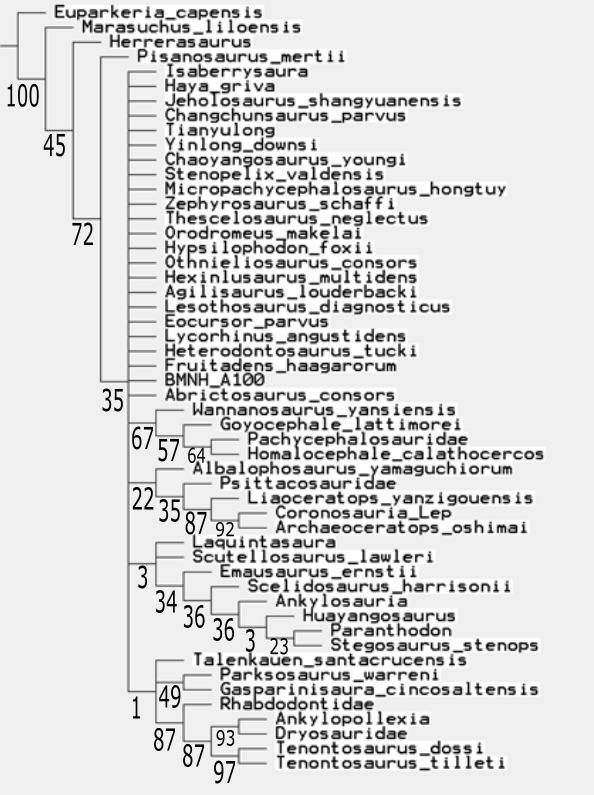 Euparkeria_capensis
Marasuchus_liloensis
Herrerasaurus
Pisanosaurus_mertii
Isaberrysaura
Haya_griva
100
Jeholosaurus_shangyuanensis
Changchunsaurus_parvus
Tianyulong
45
Yinlong_downsi
Chaoyangosaurus_youngi
Stenopelix_valdensis
Micropachycephalosaurus_hongtuy
Zephyrosaurus_schaffi
Thescelosaurus_neglectus
72
Orodromeus_makelai
Hypsilophodon_foxii
Othnieliosaurus_consors
Hexinlusaurus_multidens
Agilisaurus_louderbacki
Lesothosaurus_diagnosticus
Eocursor_parvus
Lycorhinus_angustidens
Heterodontosaurus_tucki
Fruitadens_haagarorum
BMNH_A100
35
Abrictosaurus_consors
Wannanosaurus_yansiensis
Goyocephale_lattimorei
67
57
Pachycephalosauridae
64
Homalocephale_calathocercos
Albalophosaurus_yamaguchiorum
Psittacosauridae
22
Liaoceratops_yanzigouensis
35
Coronosauria_Lep
87
92
Archaeoceratops_oshimai
Laquintasaura
Scutellosaurus_lawleri
3
Emausaurus_ernstii
Scelidosaurus_harrisonii
34
Ankylosauria
36
Huayangosaurus
36
Paranthodon
3
23
Stegosaurus_stenops
Talenkauen_santacrucensis
Parksosaurus_warreni
49
Gasparinisaura_cincosaltensis
1
Rhabdodontidae
Ankylopollexia
87
93
Dryosauridae
87
Tenontosaurus_dossi
97
Tenontosaurus_tilleti